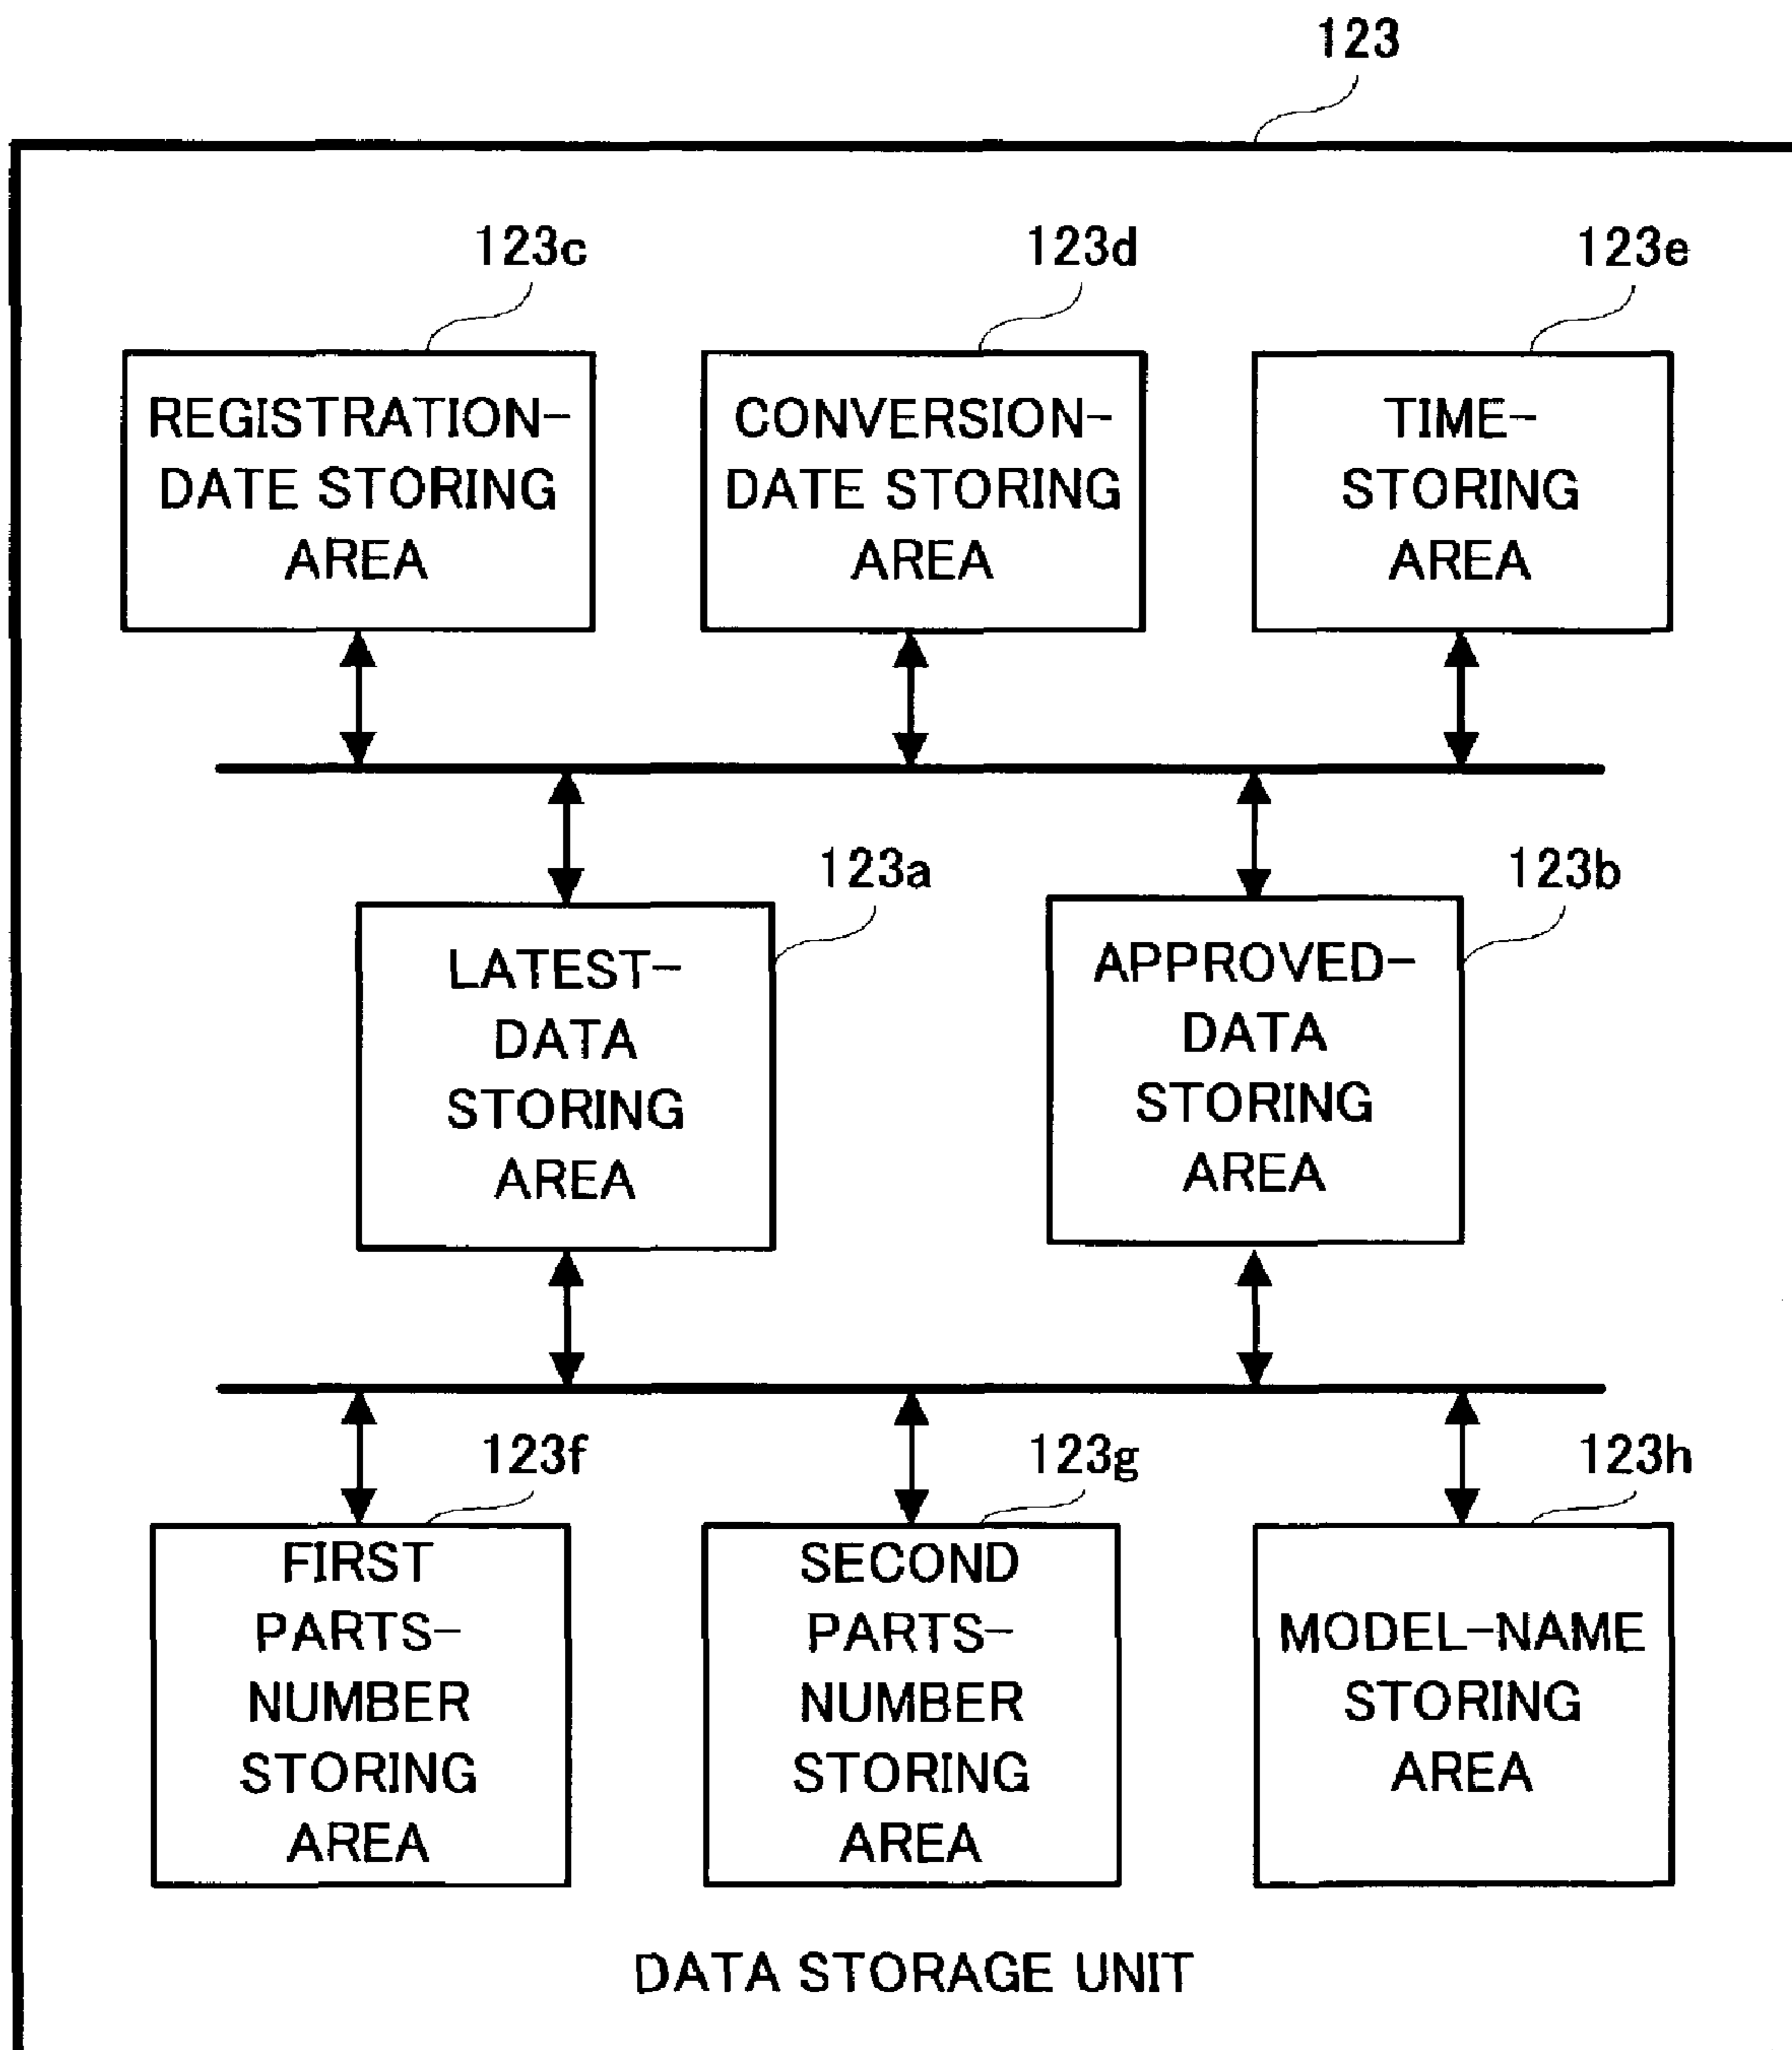 123
123c
123d
123e
REGISTRATION-
DATE STORING
AREA
CONVERSION-
DATE STORING
AREA
TIME-
STORING
AREA
123a
123b
LATEST-
DATA
STORING
AREA
APPROVED-
DATA
STORING
AREA
123f
123g
123h
FIRST
PARTS-
NUMBER
STORING
AREA
SECOND
PARTS-
NUMBER
STORING
AREA
MODEL-NAME
STORING
AREA
DATA STORAGE UNIT